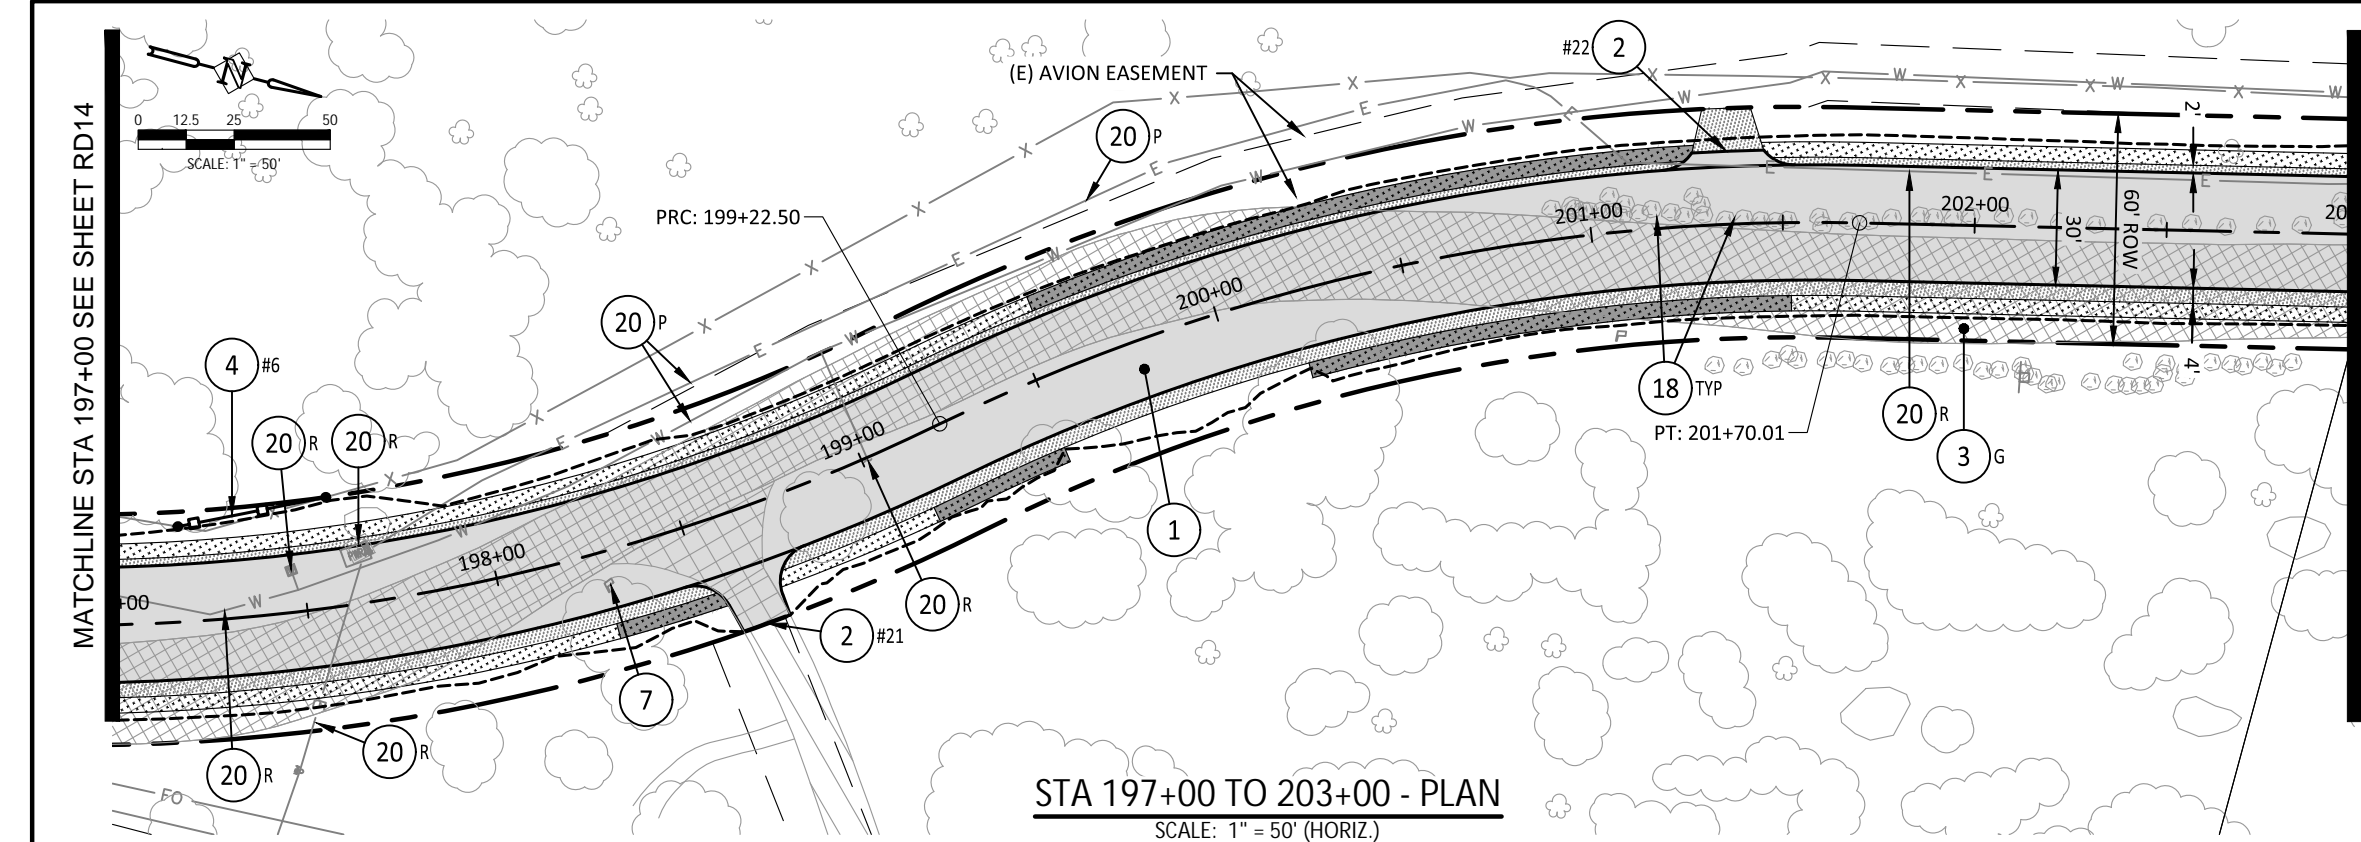 MATCHLINE STA 197+00 SEE SHEET RD14
N
0 12.5 25 50
SCALE: 1" = 50'
(E) AVION EASEMENT
#22 2
20 P
PRC: 199+22.50
20 P
4 #6
20 R
20 R
+00
198+00
199+00
200+00
201+00
202+00
20
2'
30'
60' ROW
4'
18 TYP
PT: 201+70.01
20 R
3 G
1
20 R
2 #21
7
20 R
20 R
X X X X X X X X X X X X X X
E E E E E E E E
W W W W W W W W W W W
P
FO
STA 197+00 TO 203+00 - PLAN
SCALE: 1" = 50' (HORIZ.)